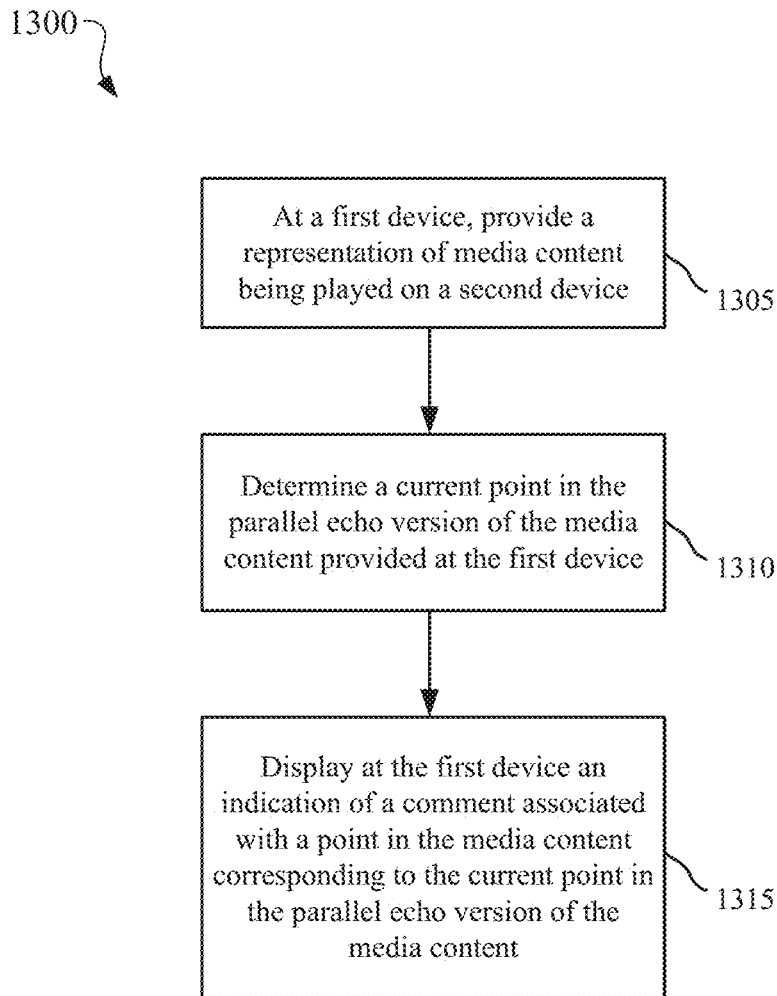 1300
At a first device, provide a
representation of media content
being played on a second device
1305
Determine a current point in the
parallel echo version of the media
content provided at the first device
1310
Display at the first device an
indication of a comment associated
with a point in the media content
corresponding to the current point in
the parallel echo version of the
media content
1315